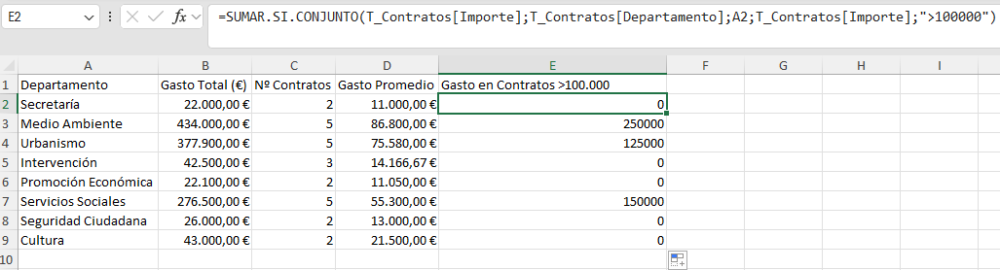 E2 fx =SUMAR.SI.CONJUNTO(T_Contratos[Importe];T_Contratos[Departamento];A2;T_Contratos[Importe];">100000")
A B C D E F G H I
1 Departamento Gasto Total (€) Nº Contratos Gasto Promedio Gasto en Contratos >100.000
2 Secretaría 22.000,00 € 2 11.000,00 € 0
3 Medio Ambiente 434.000,00 € 5 86.800,00 € 250000
4 Urbanismo 377.900,00 € 5 75.580,00 € 125000
5 Intervención 42.500,00 € 3 14.166,67 € 0
6 Promoción Económica 22.100,00 € 2 11.050,00 € 0
7 Servicios Sociales 276.500,00 € 5 55.300,00 € 150000
8 Seguridad Ciudadana 26.000,00 € 2 13.000,00 € 0
9 Cultura 43.000,00 € 2 21.500,00 € 0
10